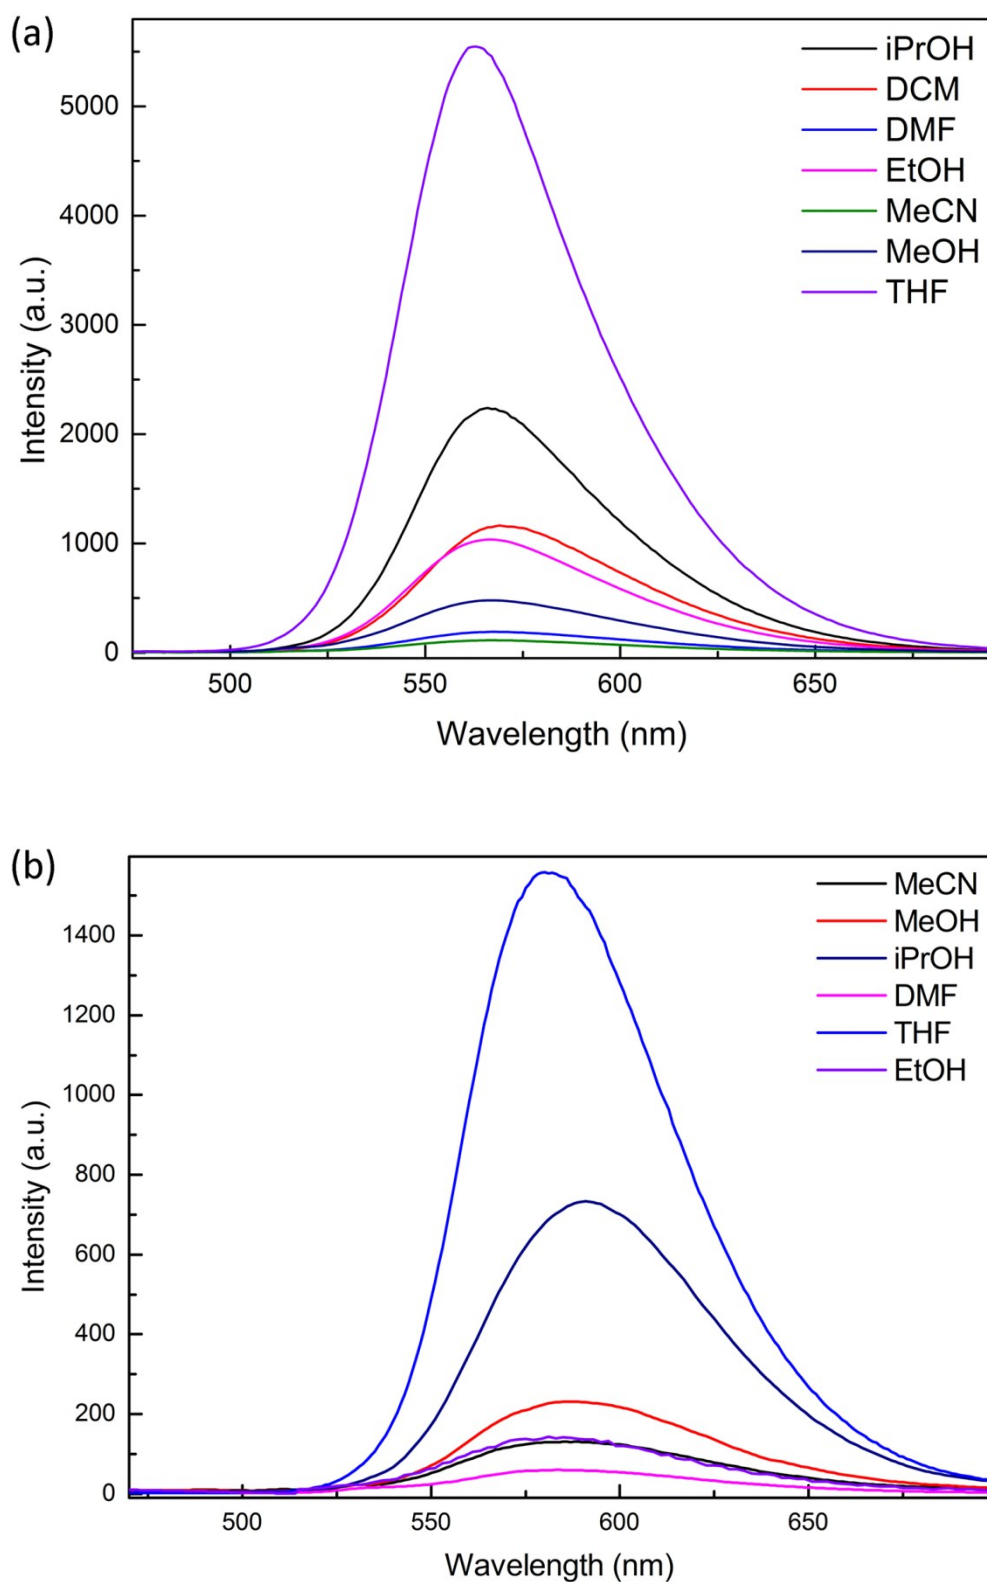 (a)
iPrOH
DCM
DMF
EtOH
MeCN
MeOH
THF
5000
4000
3000
2000
1000
0
Intensity (a.u.)
500 550 600 650
Wavelength (nm)
(b)
MeCN
MeOH
iPrOH
DMF
THF
EtOH
1400
1200
1000
800
600
400
200
0
Intensity (a.u.)
500 550 600 650
Wavelength (nm)